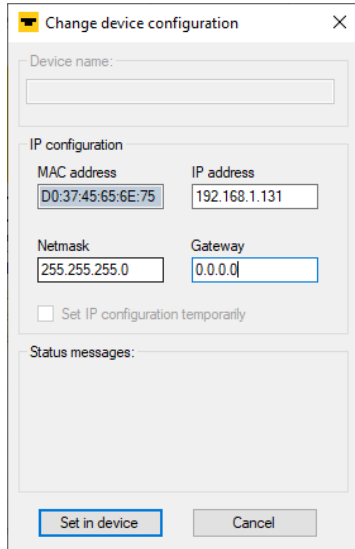 Change device configuration
Device name:
IP configuration
MAC address IP address
D0:37:45:65:6E:75 192.168.1.131
Netmask Gateway
255.255.255.0 0.0.0.0
Set IP configuration temporarily
Status messages:
Set in device Cancel